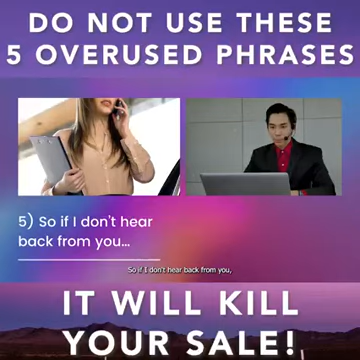 DO NOT USE THESE
5 OVERUSED PHRASES
5) So if I don't hear
back from you...
So if I don't hear back from you,
IT WILL KILL
YOUR SALE!